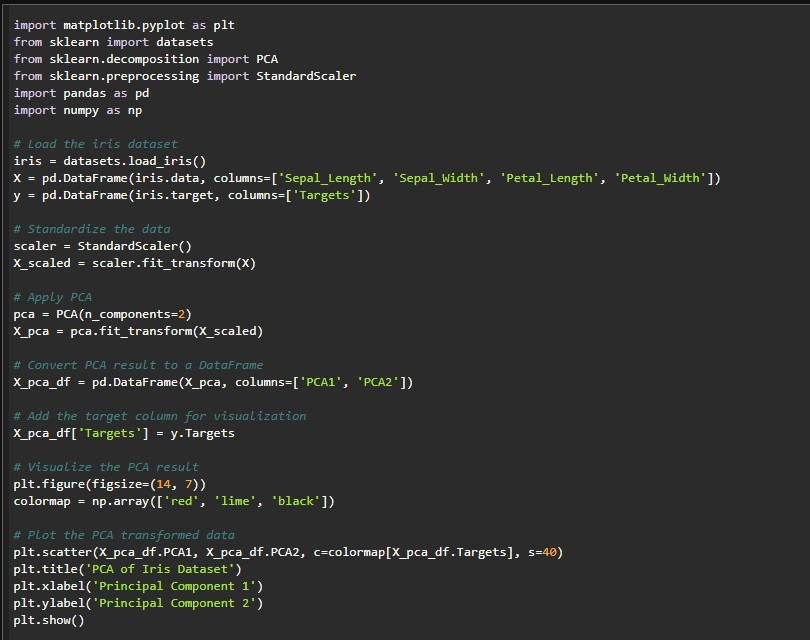 import matplotlib.pyplot as plt
from sklearn import datasets
from sklearn.decomposition import PCA
from sklearn.preprocessing import StandardScaler
import pandas as pd
import numpy as np
# Load the iris dataset
iris = datasets.load_iris()
X = pd.DataFrame(iris.data, columns=['Sepal_Length', 'Sepal_Width', 'Petal_Length', 'Petal_Width'])
y = pd.DataFrame(iris.target, columns=['Targets'])
# Standardize the data
scaler = StandardScaler()
X_scaled = scaler.fit_transform(X)
# Apply PCA
pca = PCA(n_components=2)
X_pca = pca.fit_transform(X_scaled)
# Convert PCA result to a DataFrame
X_pca_df = pd.DataFrame(X_pca, columns=['PCA1', 'PCA2'])
# Add the target column for visualization
X_pca_df['Targets'] = y.Targets
# Visualize the PCA result
plt.figure(figsize=(14, 7))
colormap = np.array(['red', 'lime', 'black'])
# Plot the PCA transformed data
plt.scatter(X_pca_df.PCA1, X_pca_df.PCA2, c=colormap[X_pca_df.Targets], s=40)
plt.title('PCA of Iris Dataset')
plt.xlabel('Principal Component 1')
plt.ylabel('Principal Component 2')
plt.show()